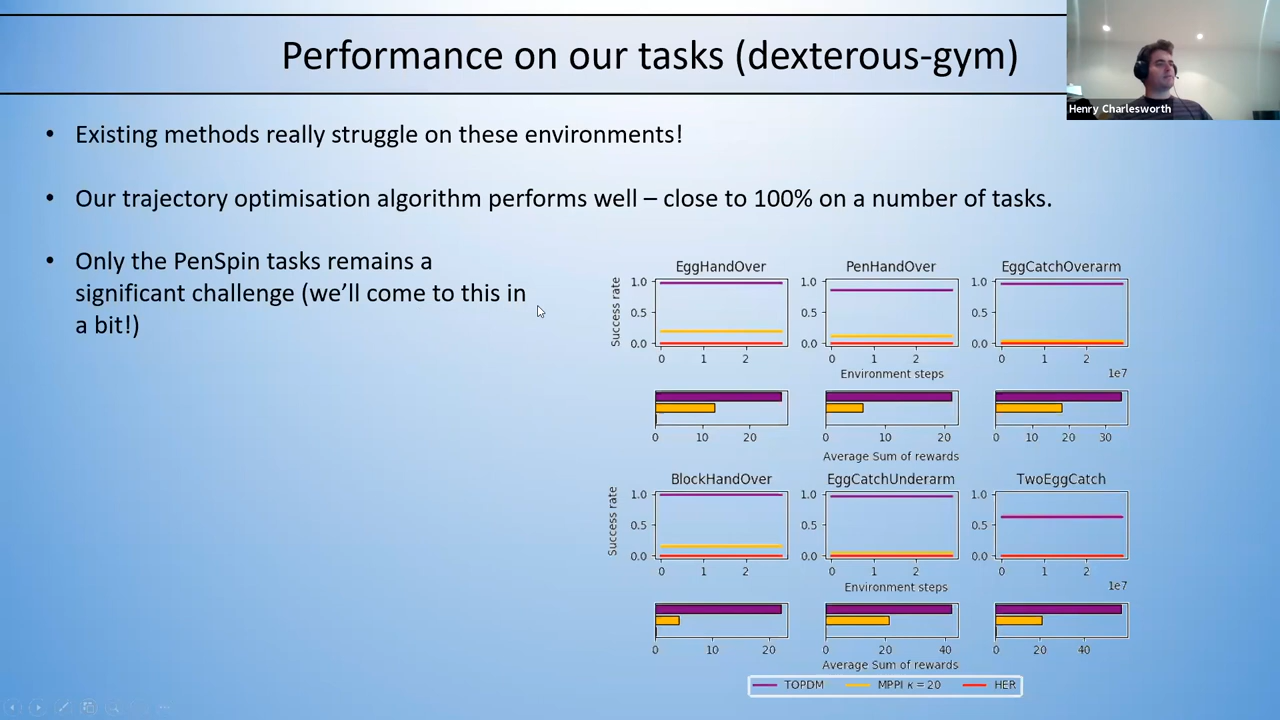 Performance on our tasks (dexterous-gym)
Henry Charlesworth
• Existing methods really struggle on these environments!
• Our trajectory optimisation algorithm performs well – close to 100% on a number of tasks.
• Only the PenSpin tasks remains a
significant challenge (we'll come to this in
a bit!)
EggHandOver PenHandOver EggCatchOverarm
Success rate
1.0 1.0 1.0
0.5 0.5 0.5
0.0 0.0 0.0
0 1 2 0 1 2 0 1 2
Environment steps 1e7
0 10 20 0 10 20 0 10 20 30
Average Sum of rewards
BlockHandOver EggCatchUnderarm TwoEggCatch
Success rate
1.0 1.0 1.0
0.5 0.5 0.5
0.0 0.0 0.0
0 1 2 0 1 2 0 1 2
Environment steps 1e7
0 10 20 0 20 40 0 20 40
Average Sum of rewards
TOPDM MPPI κ = 20 HER